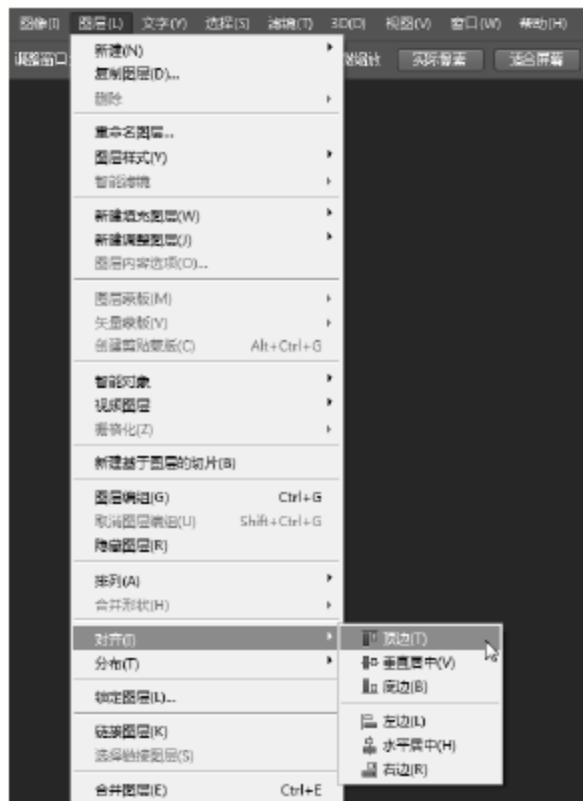 图像(I) 图层(L) 文字(Y) 选择(S) 滤镜(T) 3D(D) 视图(V) 窗口(W) 帮助(H)
调整窗口 实际像素 适合屏幕
新建(N)
复制图层(D)...
删除
重命名图层...
图层样式(Y)
智能滤镜
新建填充图层(W)
新建调整图层(J)
图层内容选项(O)...
图层蒙版(M)
矢量蒙版(V)
创建剪贴蒙版(C) Alt+Ctrl+G
智能对象
视频图层
栅格化(Z)
新建基于图层的切片(B)
图层编组(G) Ctrl+G
取消图层编组(U) Shift+Ctrl+G
隐藏图层(R)
排列(A)
合并形状(H)
对齐(I)
顶边(T)
分布(T)
垂直居中(V)
底边(B)
锁定图层(L)...
左边(L)
链接图层(K)
水平居中(H)
选择链接图层(S)
右边(R)
合并图层(E) Ctrl+E